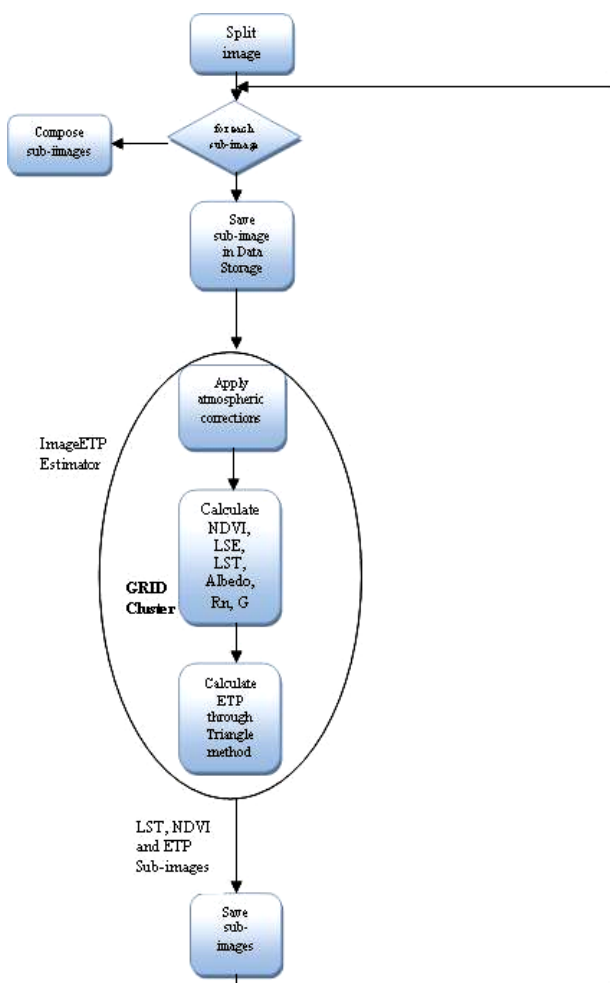 Split
image
for each
sub-image
Compose
sub-iimages
Save
sub-image
in Data
Storage
Apply
atmospheric
corrections
ImageETP
Estimator
Calculate
NDVI,
LSE,
LST,
Albedo,
Rn, G
GRID
Cluster
Calculate
ETP
through
Triangle
method
LST, NDVI
and ETP
Sub-images
Save
sub-
images